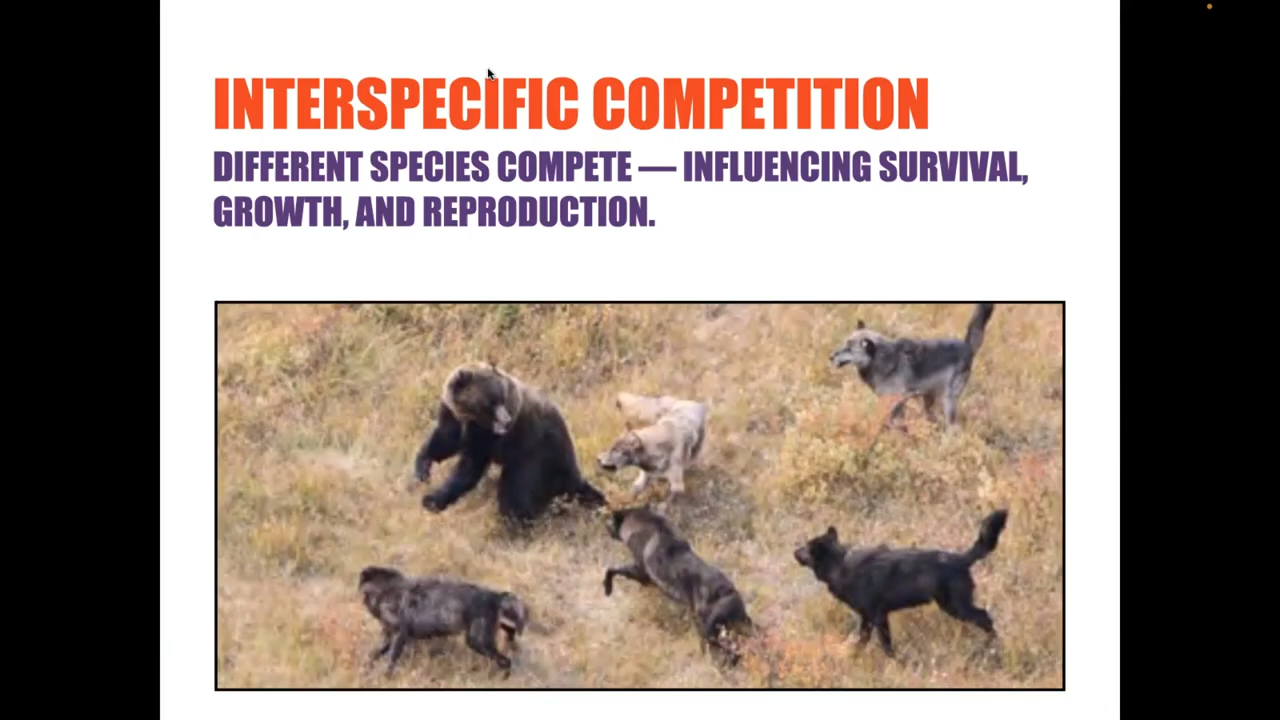 INTERSPECIFIC COMPETITION
DIFFERENT SPECIES COMPETE — INFLUENCING SURVIVAL,
GROWTH, AND REPRODUCTION.